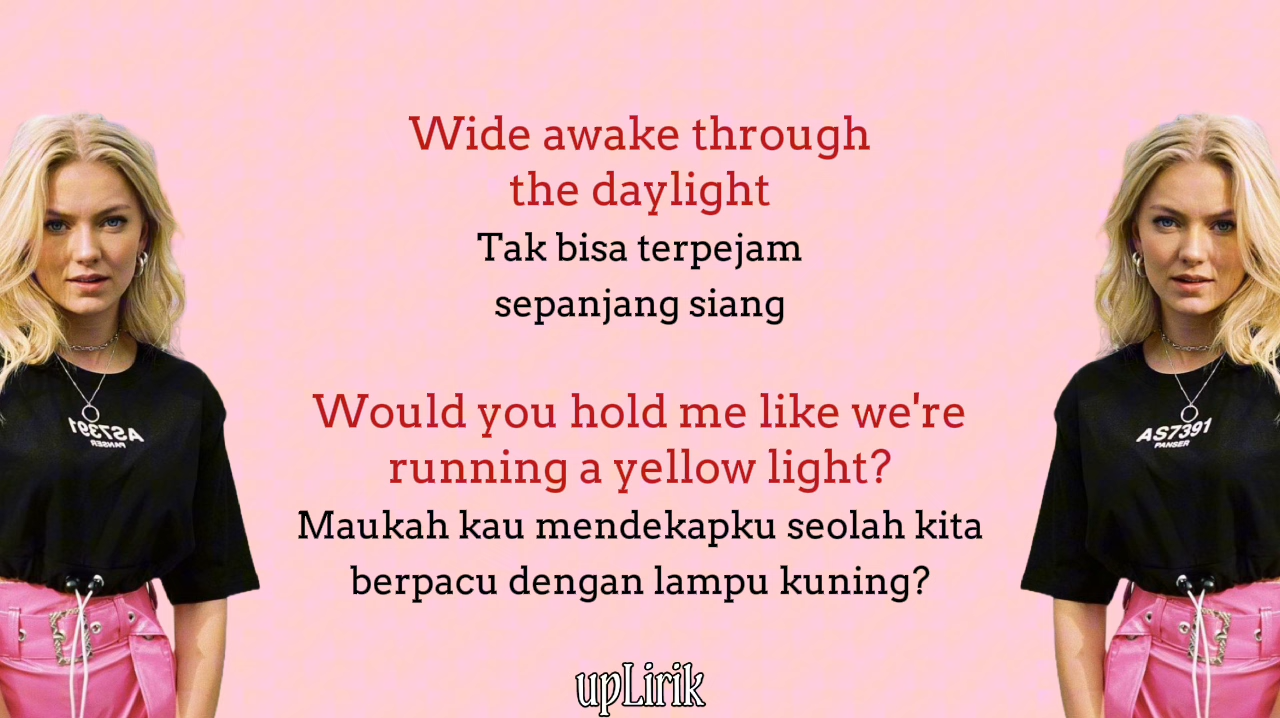 Wide awake through
the daylight
Tak bisa terpejam
sepanjang siang
Would you hold me like we're
running a yellow light?
Maukah kau mendekapku seolah kita
berpacu dengan lampu kuning?
AS7391
PANSER
AS7391
PANSER
upLirik